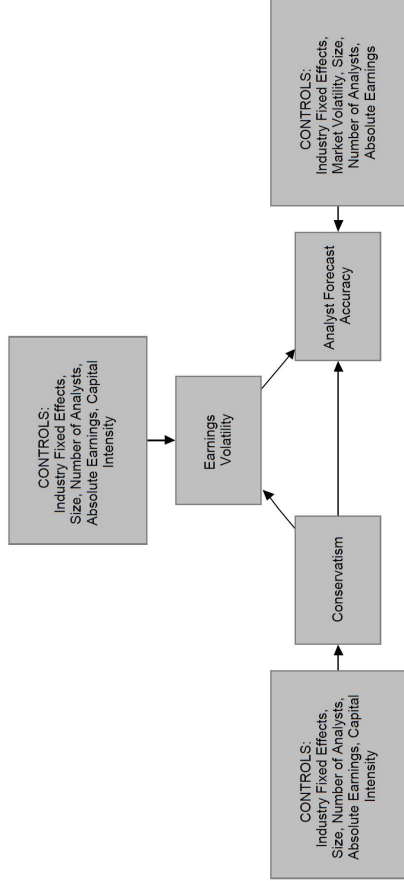 CONTROLS:
Industry Fixed Effects,
Size, Number of Analysts,
Absolute Earnings, Capital
Intensity
Conservatism
Earnings
Volatility
CONTROLS:
Industry Fixed Effects,
Size, Number of Analysts,
Absolute Earnings, Capital
Intensity
Analyst Forecast
Accuracy
CONTROLS:
Industry Fixed Effects,
Market Volatility, Size,
Number of Analysts,
Absolute Earnings